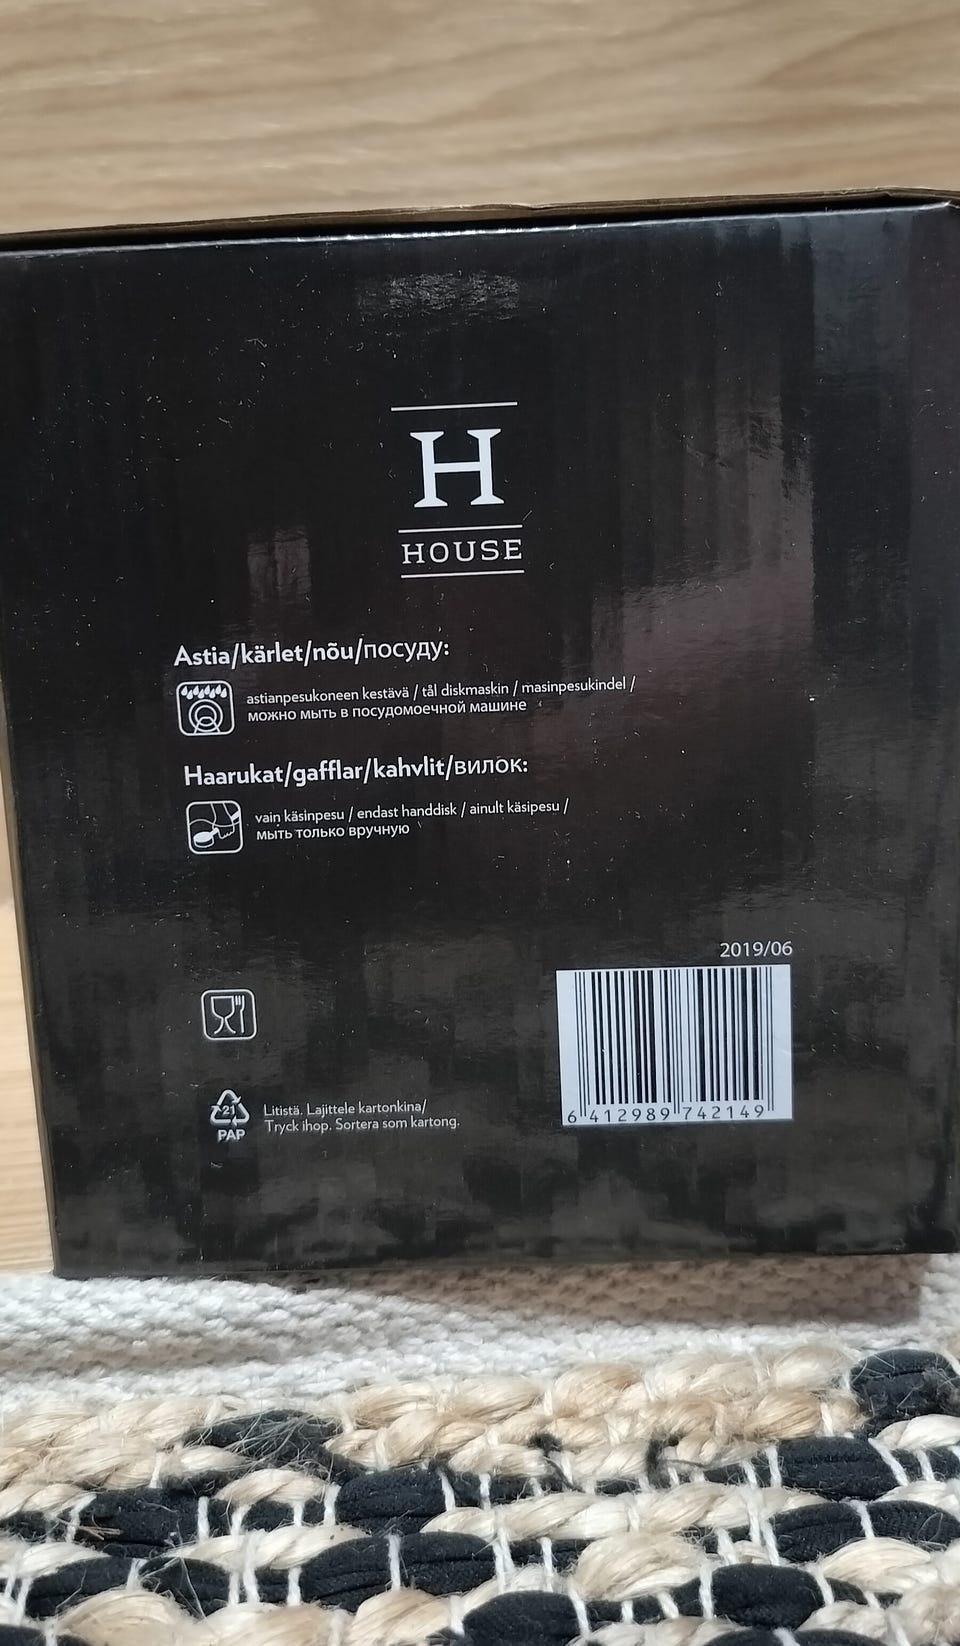 H
HOUSE
Astia/kärlet/nõu/посуду:
astianpesukoneen kestävä / tål diskmaskin / masinpesukindel /
можно мыть в посудомоечной машине
Haarukat/gafflar/kahvlit/вилок:
vain käsinpesu / endast handdisk / ainult käsipesu /
мыть только вручную
2019/06
6 412989 742149
21
PAP
Litistä. Lajittele kartonkina/
Tryck ihop. Sortera som kartong.